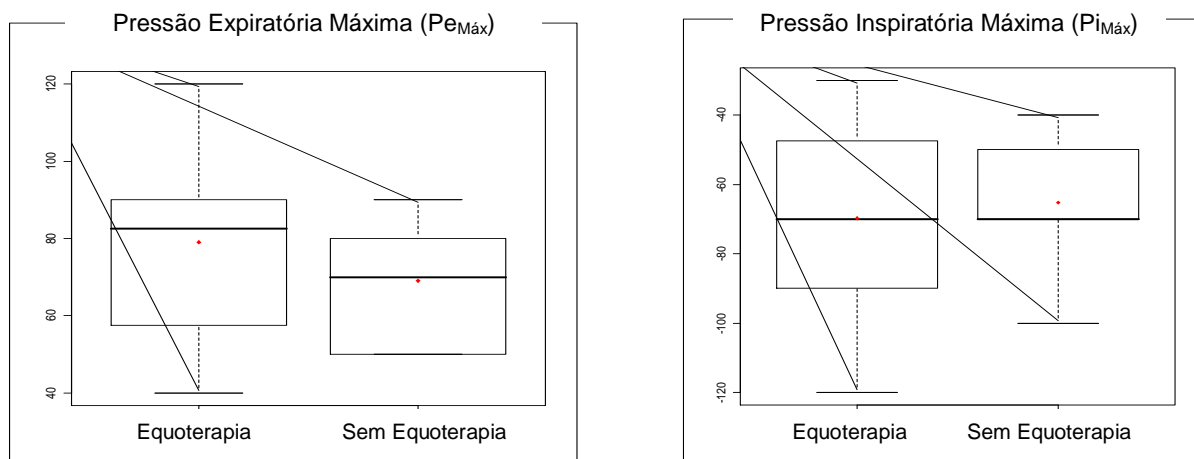 Pressão Expiratória Máxima (PeMáx)
120
100
80
60
40
Equoterapia Sem Equoterapia
Pressão Inspiratória Máxima (PiMáx)
-40
-60
-80
-100
-120
Equoterapia Sem Equoterapia